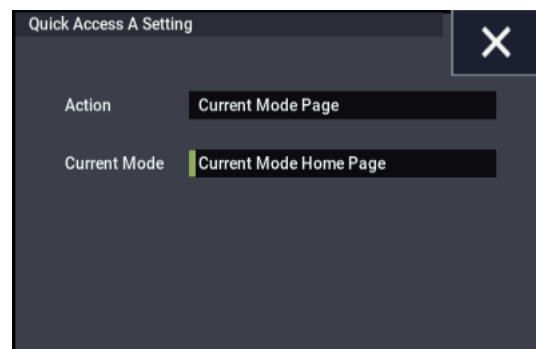 Quick Access A Setting
Action Current Mode Page
Current Mode Current Mode Home Page